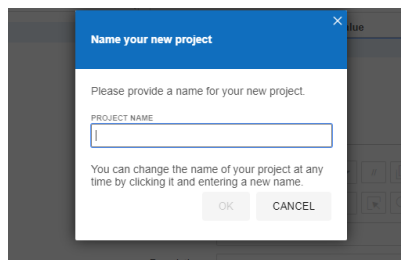 Name your new project
Please provide a name for your new project.
PROJECT NAME
You can change the name of your project at any
time by clicking it and entering a new name.
OK CANCEL